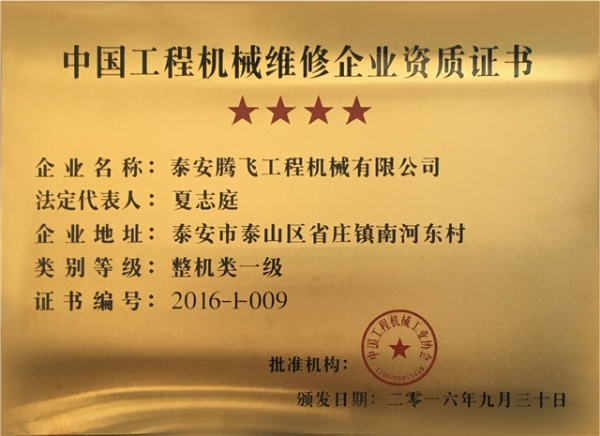 中国工程机械维修企业资质证书
★★★★
企业名称：泰安腾飞工程机械有限公司
法定代表人：夏志庭
企业地址：泰安市泰山区省庄镇南河东村
类别等级：整机类一级
证书编号：2016-1-009
批准机构：
中国工程机械工业协会
颁发日期：二零一六年九月三十日